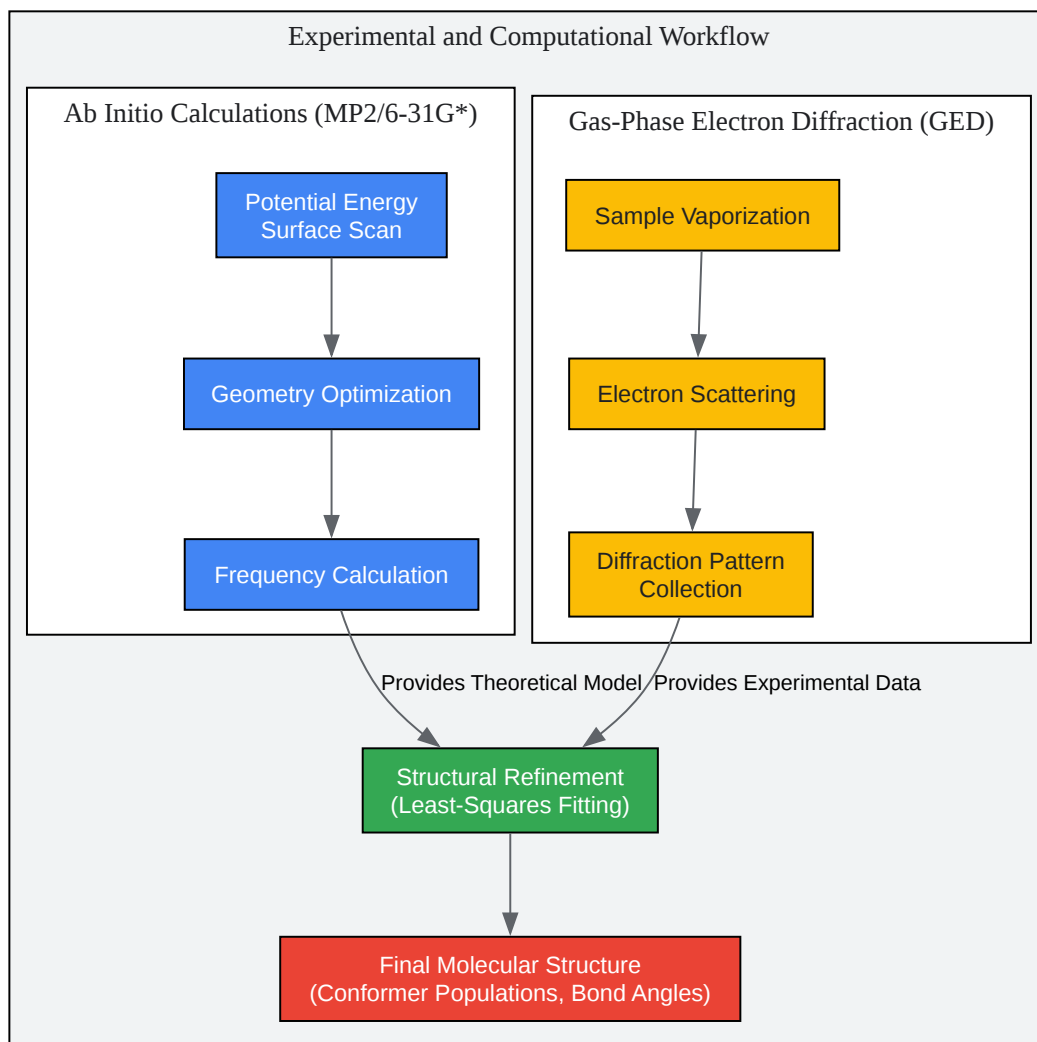 Experimental and Computational Workflow
Ab Initio Calculations (MP2/6-31G*)
Potential Energy
Surface Scan
Geometry Optimization
Frequency Calculation
Gas-Phase Electron Diffraction (GED)
Sample Vaporization
Electron Scattering
Diffraction Pattern
Collection
Provides Theoretical Model
Provides Experimental Data
Structural Refinement
(Least-Squares Fitting)
Final Molecular Structure
(Conformer Populations, Bond Angles)